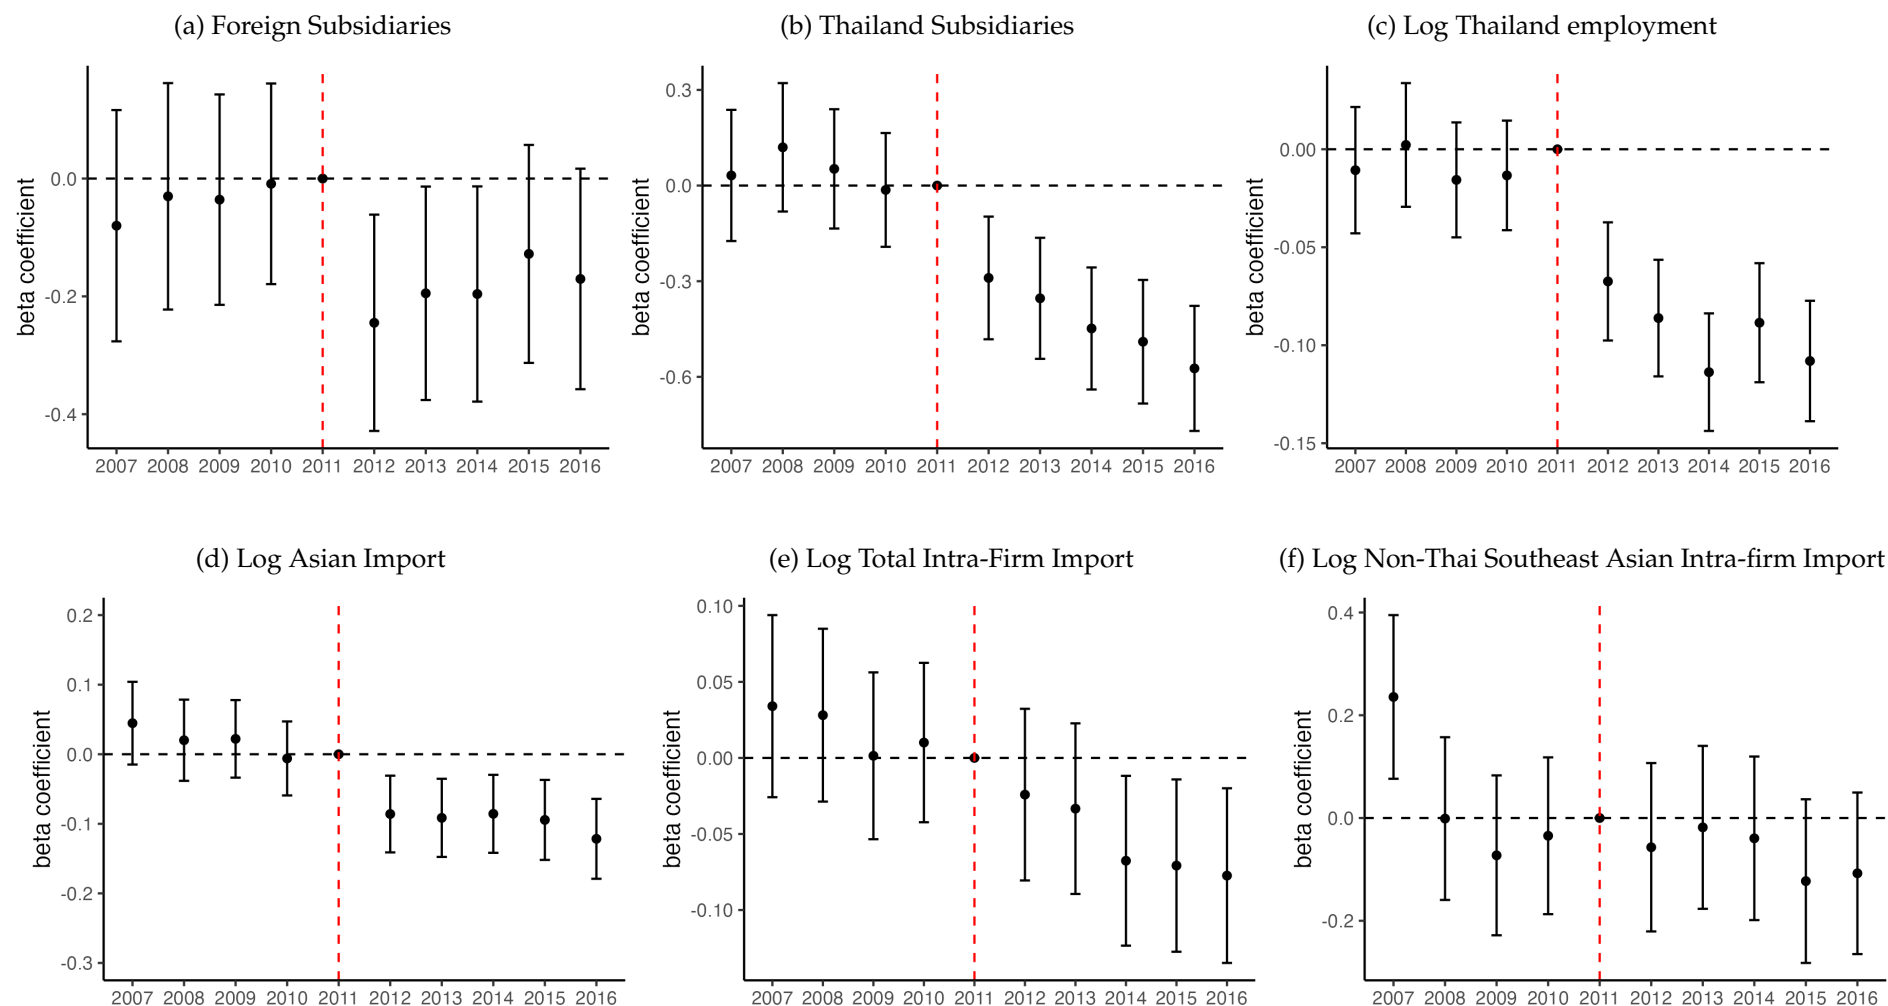 (a) Foreign Subsidiaries
0.0
-0.2
-0.4
beta coefficient
2007 2008 2009 2010 2011 2012 2013 2014 2015 2016
(b) Thailand Subsidiaries
0.3
0.0
-0.3
-0.6
beta coefficient
2007 2008 2009 2010 2011 2012 2013 2014 2015 2016
(c) Log Thailand employment
0.00
-0.05
-0.10
-0.15
beta coefficient
2007 2008 2009 2010 2011 2012 2013 2014 2015 2016
(d) Log Asian Import
0.2
0.1
0.0
-0.1
-0.2
-0.3
beta coefficient
2007 2008 2009 2010 2011 2012 2013 2014 2015 2016
(e) Log Total Intra-Firm Import
0.10
0.05
0.00
-0.05
-0.10
beta coefficient
2007 2008 2009 2010 2011 2012 2013 2014 2015 2016
(f) Log Non-Thai Southeast Asian Intra-firm Import
0.4
0.2
0.0
-0.2
beta coefficient
2007 2008 2009 2010 2011 2012 2013 2014 2015 2016